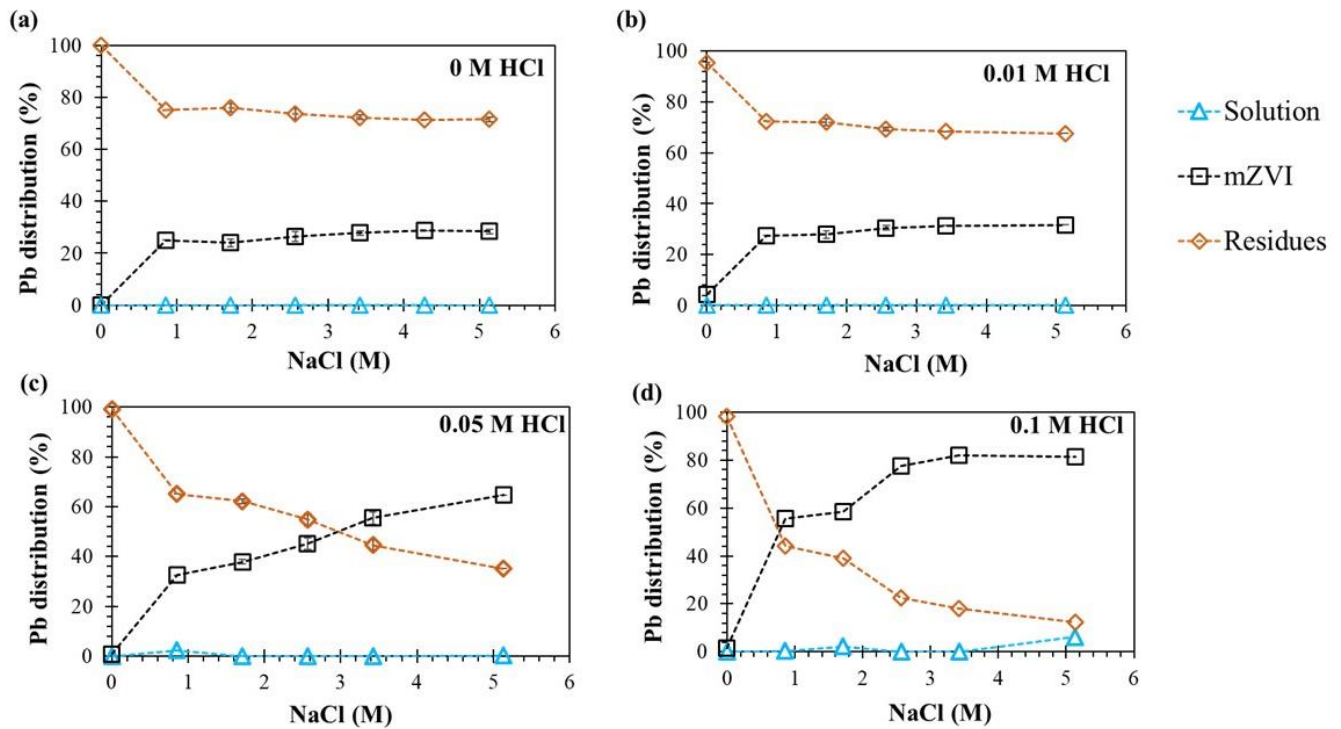 (a)
0 M HCl
Pb distribution (%)
100
80
60
40
20
0
0 1 2 3 4 5 6
NaCl (M)
(b)
0.01 M HCl
Pb distribution (%)
100
80
60
40
20
0
0 1 2 3 4 5 6
NaCl (M)
Solution
mZVI
Residues
(c)
0.05 M HCl
Pb distribution (%)
100
80
60
40
20
0
0 1 2 3 4 5 6
NaCl (M)
(d)
0.1 M HCl
Pb distribution (%)
100
80
60
40
20
0
0 1 2 3 4 5 6
NaCl (M)